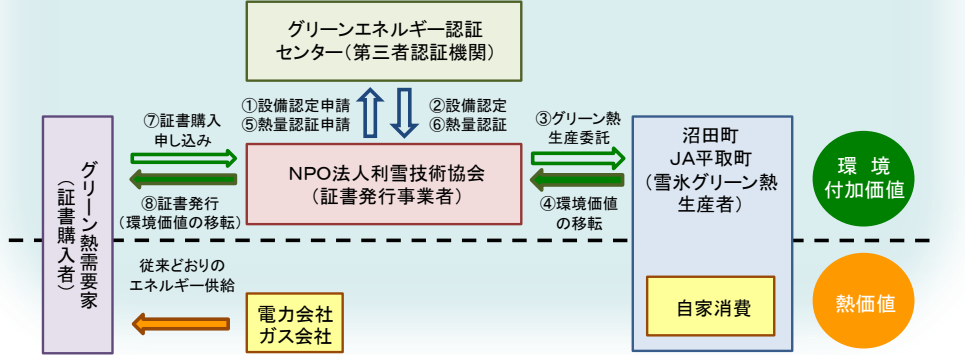 グリーンエネルギー認証
センター(第三者認証機関)
①設備認定申請
⑤熱量認証申請
②設備認定
⑥熱量認証
⑦証書購入
申し込み
③グリーン熱
生産委託
グリーン熱需要家
(証書購入者)
NPO法人利雪技術協会
(証書発行事業者)
沼田町
JA平取町
(雪氷グリーン熱
生産者)
環 境
付加価値
⑧証書発行
(環境価値の移転)
④環境価値
の移転
従来どおりの
エネルギー供給
電力会社
ガス会社
自家消費
熱価値